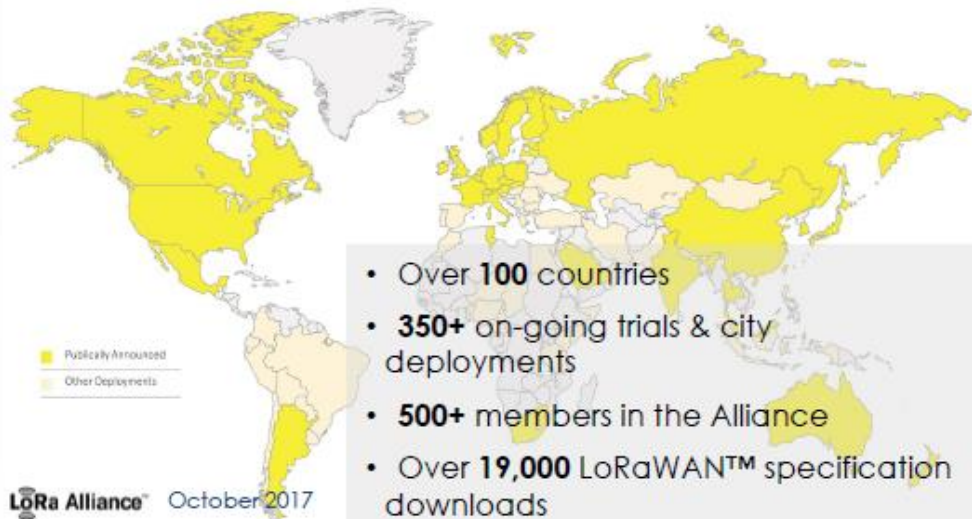 • Over 100 countries
• 350+ on-going trials & city
deployments
• 500+ members in the Alliance
• Over 19,000 LoRaWAN™ specification
downloads
Publically Announced
Other Deployments
LoRa Alliance™ October 2017